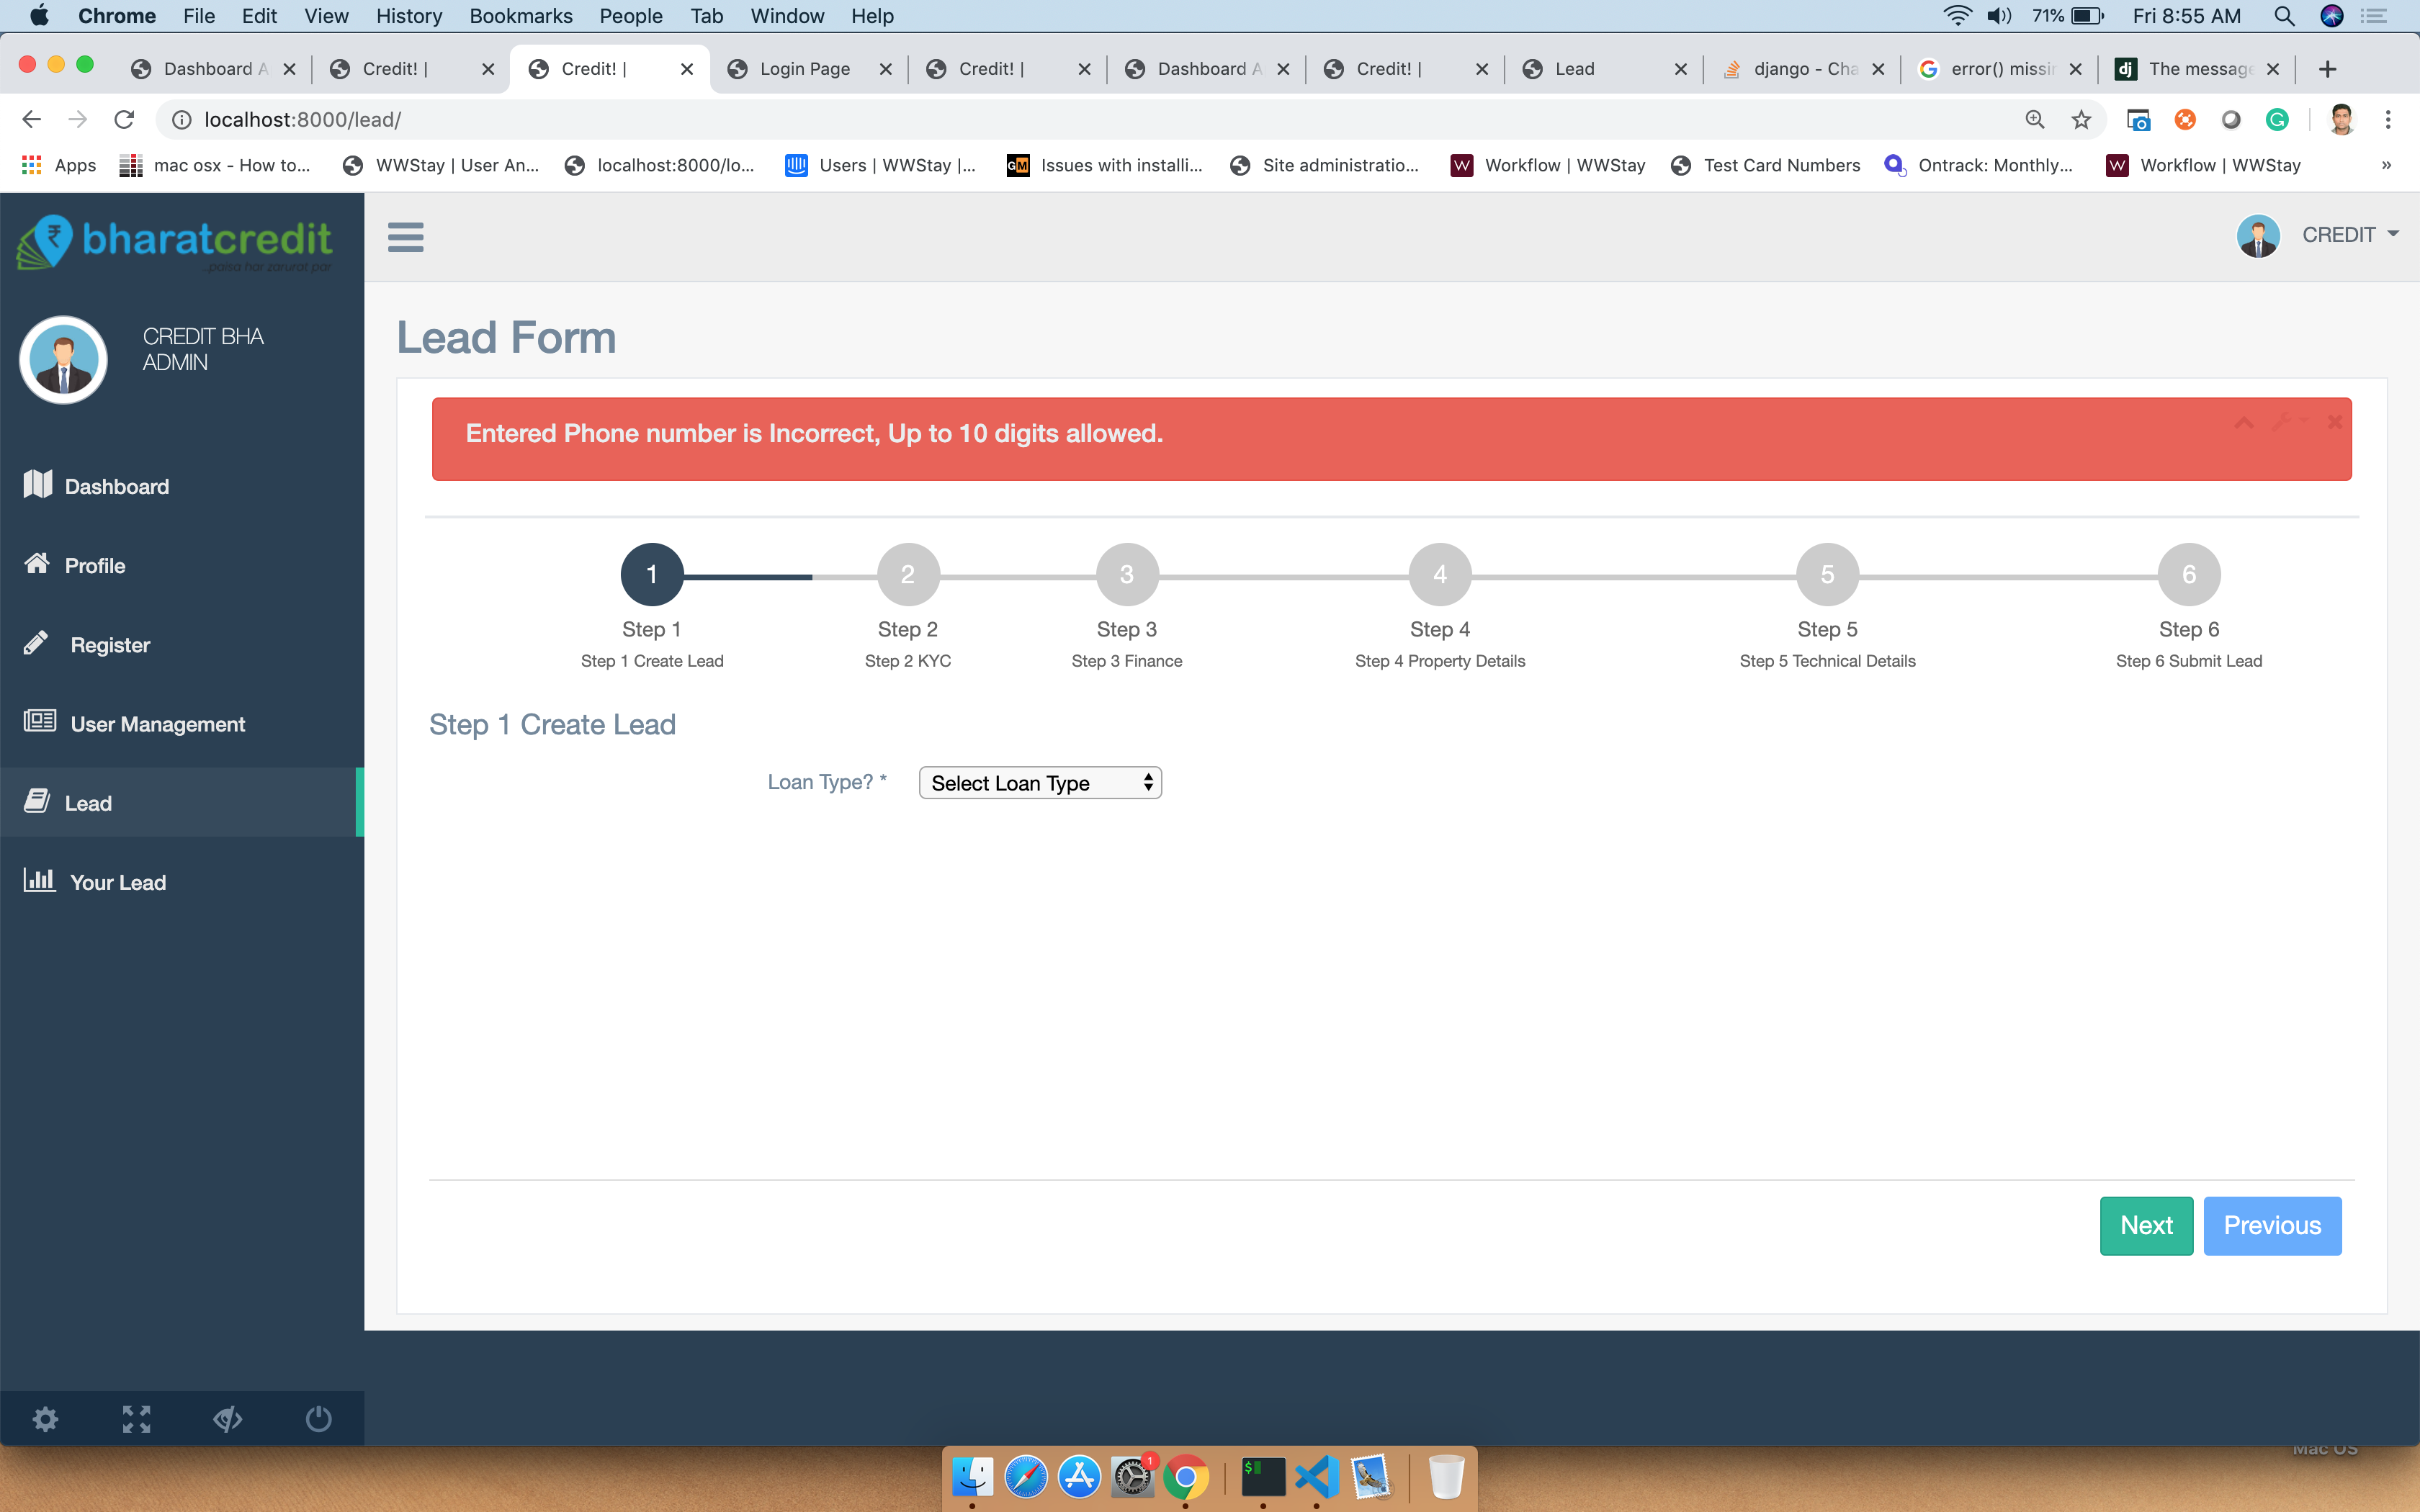 Chrome File Edit View History Bookmarks People Tab Window Help 71% Fri 8:55 AM
Dashboard A Credit! | Credit! | Login Page Credit! | Dashboard A Credit! | Lead django - Cha error() missi The message
localhost:8000/lead/
Apps mac osx - How to... WWStay | User An... localhost:8000/lo... Users | WWStay |... Issues with installi... Site administratio... Workflow | WWStay Test Card Numbers Ontrack: Monthly... Workflow | WWStay »
bharatcredit
..paisa har zarurat par
CREDIT
CREDIT BHA
ADMIN
Dashboard
Profile
Register
User Management
Lead
Your Lead
Lead Form
Entered Phone number is Incorrect, Up to 10 digits allowed.
1 2 3 4 5 6
Step 1 Step 2 Step 3 Step 4 Step 5 Step 6
Step 1 Create Lead Step 2 KYC Step 3 Finance Step 4 Property Details Step 5 Technical Details Step 6 Submit Lead
Step 1 Create Lead
Loan Type? * Select Loan Type
Next Previous
Mac OS
1